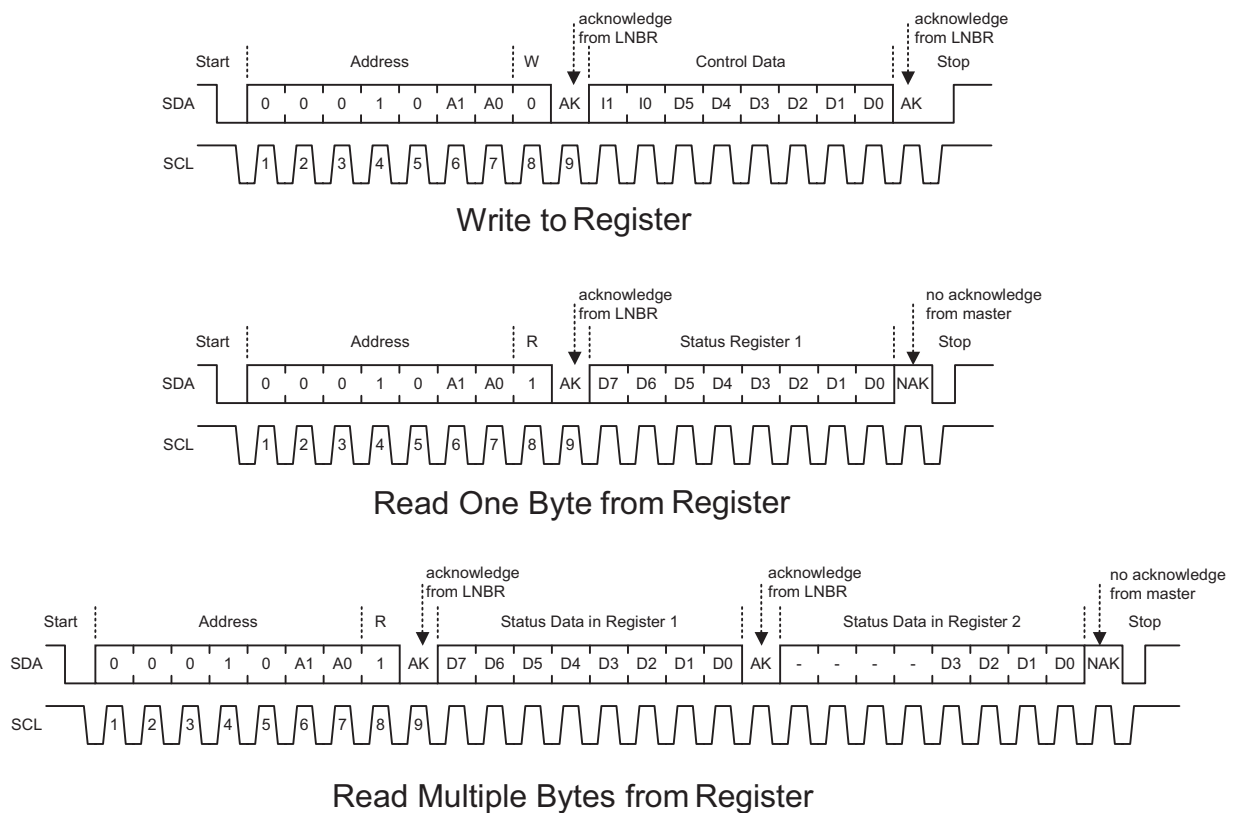 acknowledge
from LNBR
acknowledge
from LNBR
Start Address W Control Data Stop
SDA 0 0 0 1 0 A1 A0 0 AK I1 I0 D5 D4 D3 D2 D1 D0 AK
SCL 1 2 3 4 5 6 7 8 9
Write to Register
acknowledge
from LNBR
no acknowledge
from master
Start Address R Status Register 1 Stop
SDA 0 0 0 1 0 A1 A0 1 AK D7 D6 D5 D4 D3 D2 D1 D0 NAK
SCL 1 2 3 4 5 6 7 8 9
Read One Byte from Register
acknowledge
from LNBR
acknowledge
from LNBR
no acknowledge
from master
Start Address R Status Data in Register 1 Status Data in Register 2 Stop
SDA 0 0 0 1 0 A1 A0 1 AK D7 D6 D5 D4 D3 D2 D1 D0 AK - - - - D3 D2 D1 D0 NAK
SCL 1 2 3 4 5 6 7 8 9
Read Multiple Bytes from Register